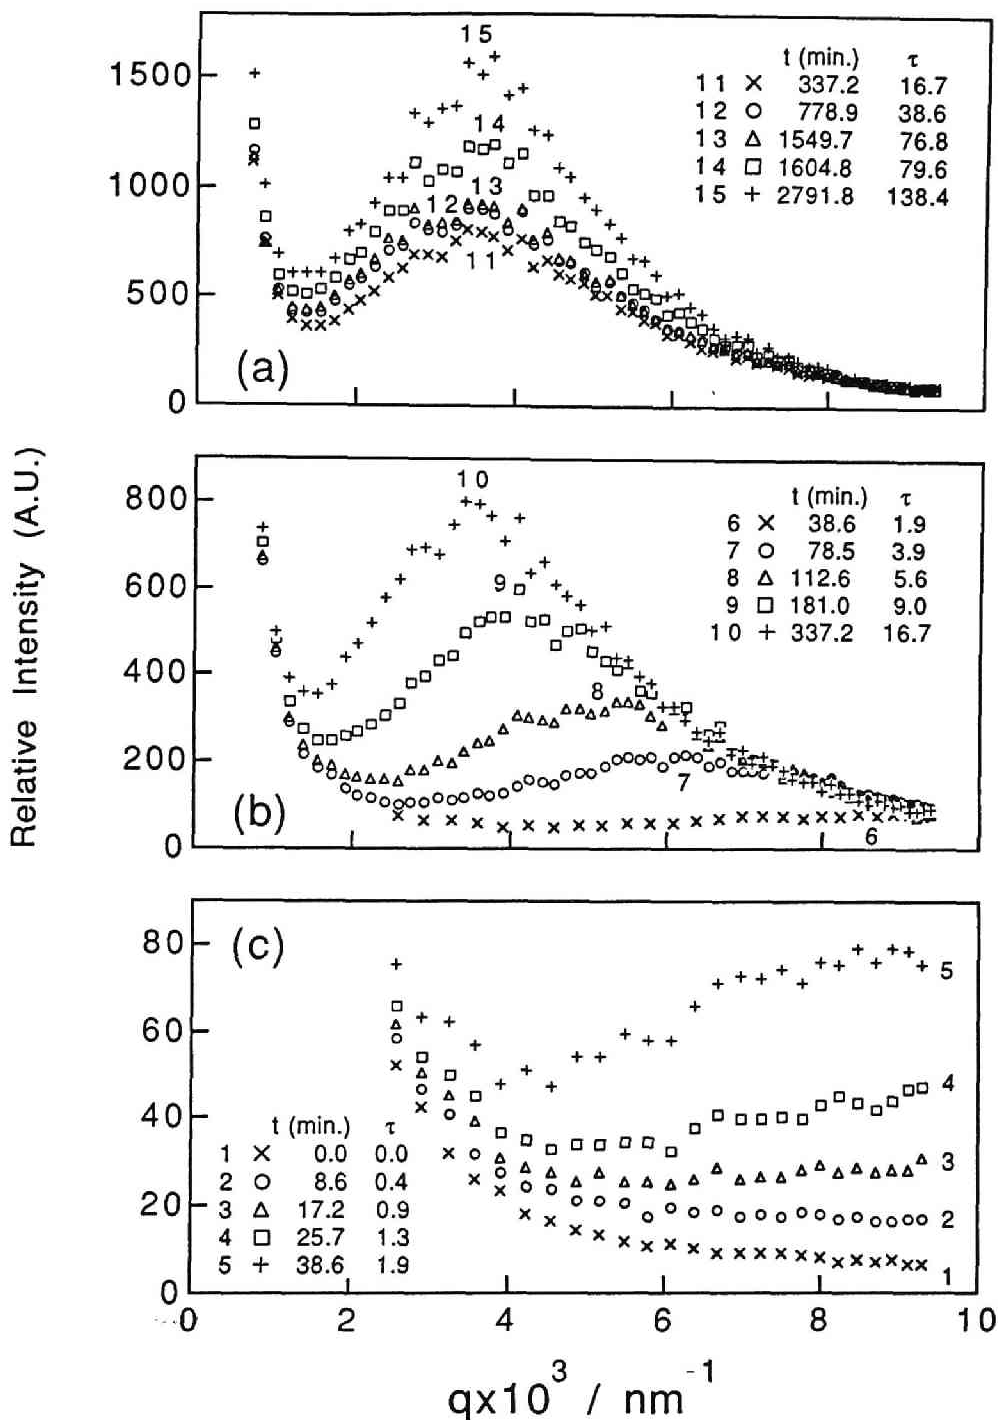 15
t (min.) τ
1500
11 × 337.2 16.7
12 ○ 778.9 38.6
14
13 △ 1549.7 76.8
14 □ 1604.8 79.6
1000
13
15 + 2791.8 138.4
12
11
500
(a)
0
Relative Intensity (A.U.)
10
t (min.) τ
800
6 × 38.6 1.9
7 ○ 78.5 3.9
8 △ 112.6 5.6
600
9
9 □ 181.0 9.0
10 + 337.2 16.7
400
8
200
7
(b)
6
0
(c)
80
5
60
4
40
t (min.) τ
1 × 0.0 0.0
3
2 ○ 8.6 0.4
20
3 △ 17.2 0.9
2
4 □ 25.7 1.3
5 + 38.6 1.9
1
0
0 2 4 6 8 10
qx10³ / nm⁻¹